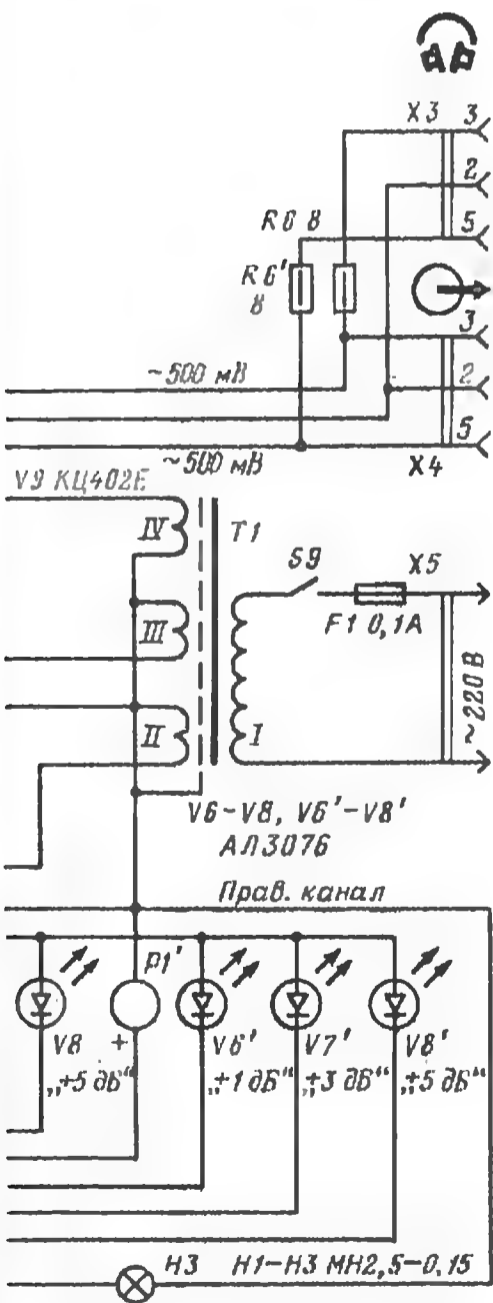 X3 3
2
R6 8 5
R6'
8
3
~500 мВ 2
5
~500 мВ X4
V9 КЦ402Е
IV T1
S9 X5
III F1 0,1А
~220 В
II I
V6-V8, V6'-V8'
АЛ307б
Прав. канал
P1'
V8 + V6' V7' V8'
„+5 дБ“ „+1 дБ“ „+3 дБ“ „+5 дБ“
H3 H1-H3 МН2,5-0,15